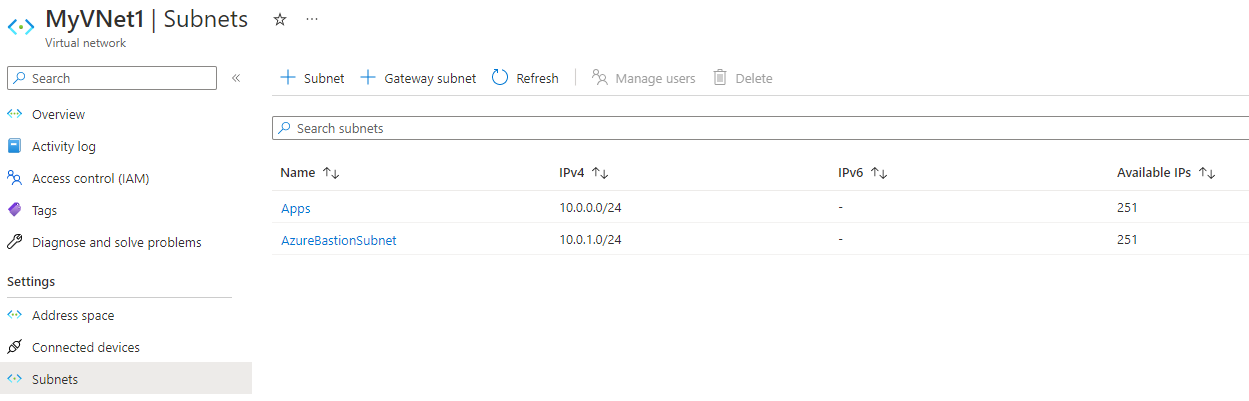 MyVNet1 | Subnets ☆ ···
Virtual network
Search «
+ Subnet + Gateway subnet Refresh Manage users Delete
Overview
Activity log
Access control (IAM)
Tags
Diagnose and solve problems
Settings
Address space
Connected devices
Subnets
Search subnets
Name ↑↓ IPv4 ↑↓ IPv6 ↑↓ Available IPs ↑↓
Apps 10.0.0.0/24 - 251
AzureBastionSubnet 10.0.1.0/24 - 251